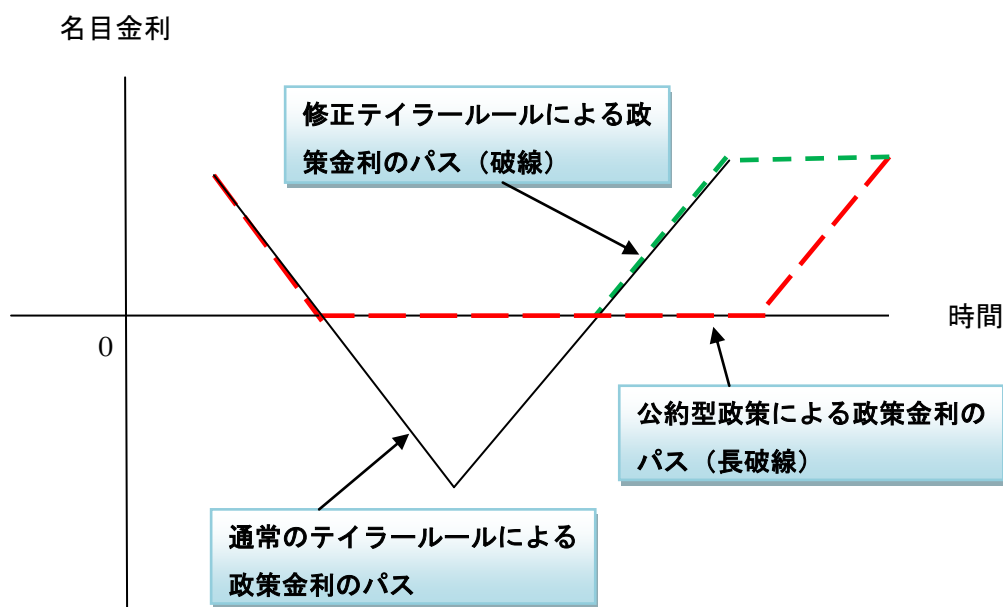 名目金利
修正テイラールールによる政
策金利のパス（破線）
時間
0
公約型政策による政策金利の
パス（長破線）
通常のテイラールールによる
政策金利のパス